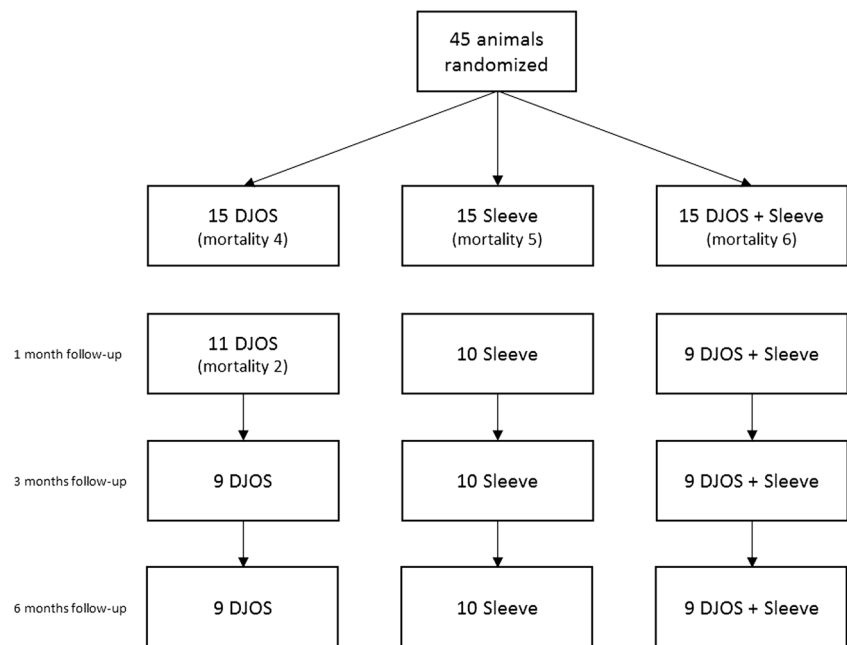 45 animals
randomized
15 DJOS
(mortality 4)
15 Sleeve
(mortality 5)
15 DJOS + Sleeve
(mortality 6)
1 month follow-up
11 DJOS
(mortality 2)
10 Sleeve
9 DJOS + Sleeve
3 months follow-up
9 DJOS
10 Sleeve
9 DJOS + Sleeve
6 months follow-up
9 DJOS
10 Sleeve
9 DJOS + Sleeve